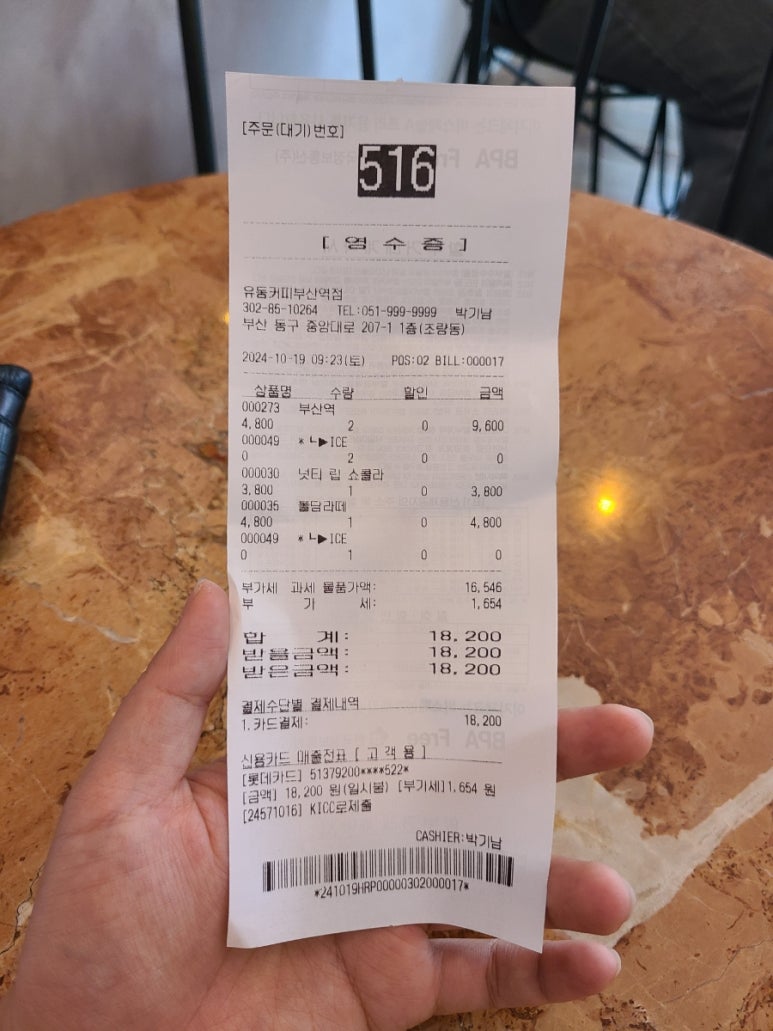 [주문(대기)번호]
516
[ 영 수 증 ]
유동커피부산역점
302-85-10264 TEL:051-999-9999 박기남
부산 동구 중앙대로 207-1 1층(초량동)
2024-10-19 09:23(토) POS:02 BILL:000017
상품명 수량 할인 금액
000273 부산역
4,800 2 0 9,600
000049 *┗▶ICE
0 2 0 0
000030 넛티 립 쇼콜라
3,800 1 0 3,800
000035 돌담라떼
4,800 1 0 4,800
000049 *┗▶ICE
0 1 0 0
부가세 과세 물품가액: 16,546
부 가 세: 1,654
합 계: 18,200
받을금액: 18,200
받은금액: 18,200
결제수단별 결제내역
1.카드결제: 18,200
신용카드 매출전표 [ 고 객 용 ]
[롯데카드] 51379200****522*
[금액] 18,200 원(일시불) [부가세]1,654 원
[24571016] KICC로제출
CASHIER:박기남
*241019HRP00000302000017*